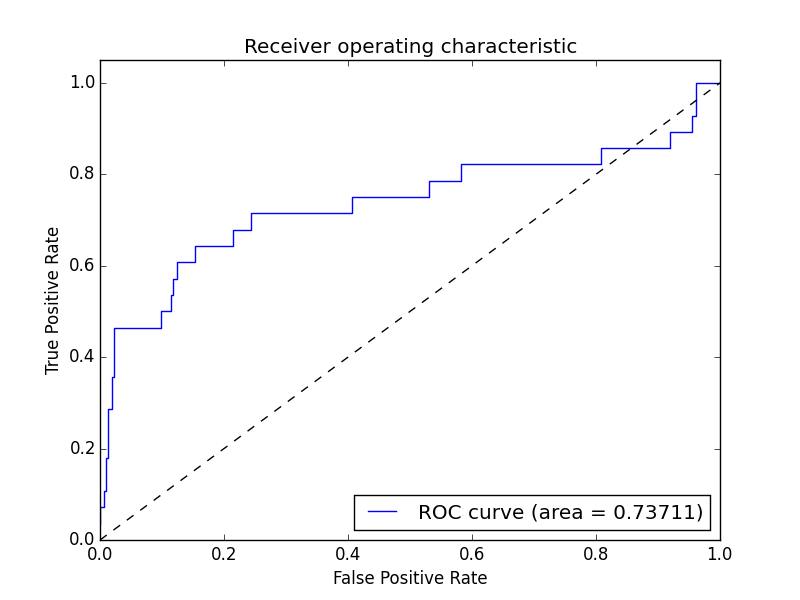 Receiver operating characteristic
1.0
0.8
0.6
0.4
0.2
0.0
True Positive Rate
ROC curve (area = 0.73711)
0.0 0.2 0.4 0.6 0.8 1.0
False Positive Rate